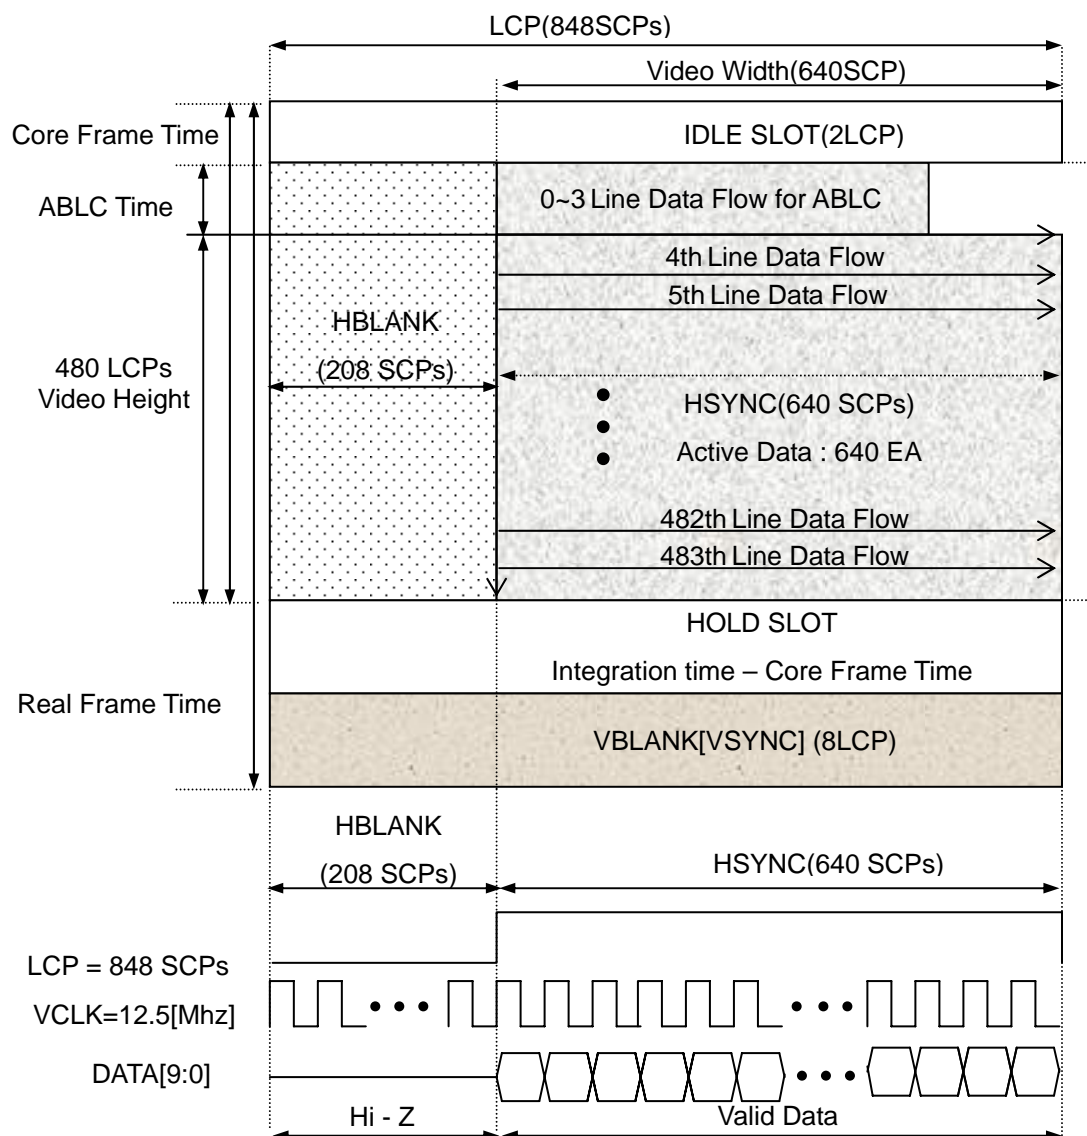 LCP(848SCPs)
Video Width(640SCP)
Core Frame Time
IDLE SLOT(2LCP)
ABLC Time
0~3 Line Data Flow for ABLC
4th Line Data Flow
5th Line Data Flow
HBLANK
(208 SCPs)
480 LCPs
Video Height
HSYNC(640 SCPs)
Active Data : 640 EA
482th Line Data Flow
483th Line Data Flow
HOLD SLOT
Integration time – Core Frame Time
Real Frame Time
VBLANK[VSYNC] (8LCP)
HBLANK
(208 SCPs)
HSYNC(640 SCPs)
LCP = 848 SCPs
VCLK=12.5[Mhz]
DATA[9:0]
Hi - Z
Valid Data